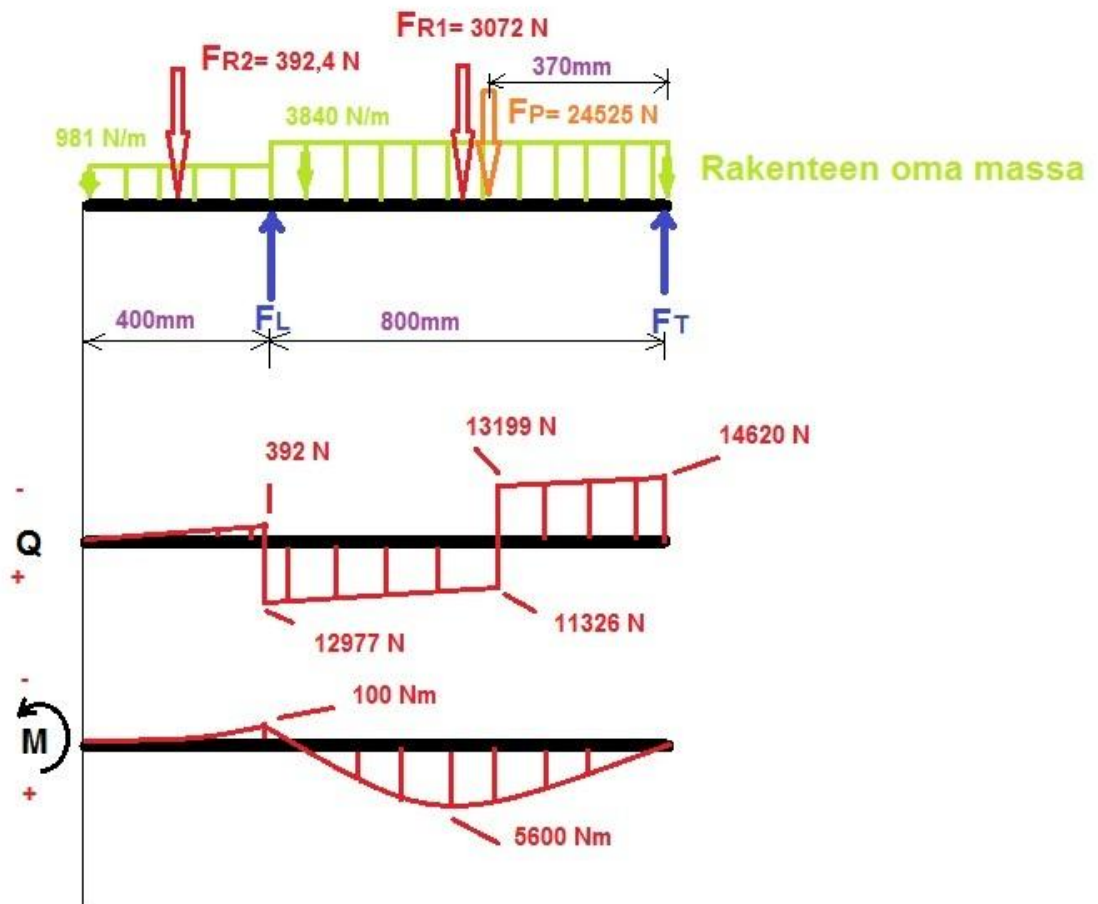 FR1= 3072 N
FR2= 392,4 N
370mm
FP= 24525 N
3840 N/m
981 N/m
Rakenteen oma massa
FL
FT
400mm
800mm
13199 N
14620 N
392 N
-
Q
+
11326 N
12977 N
-
100 Nm
M
+
5600 Nm